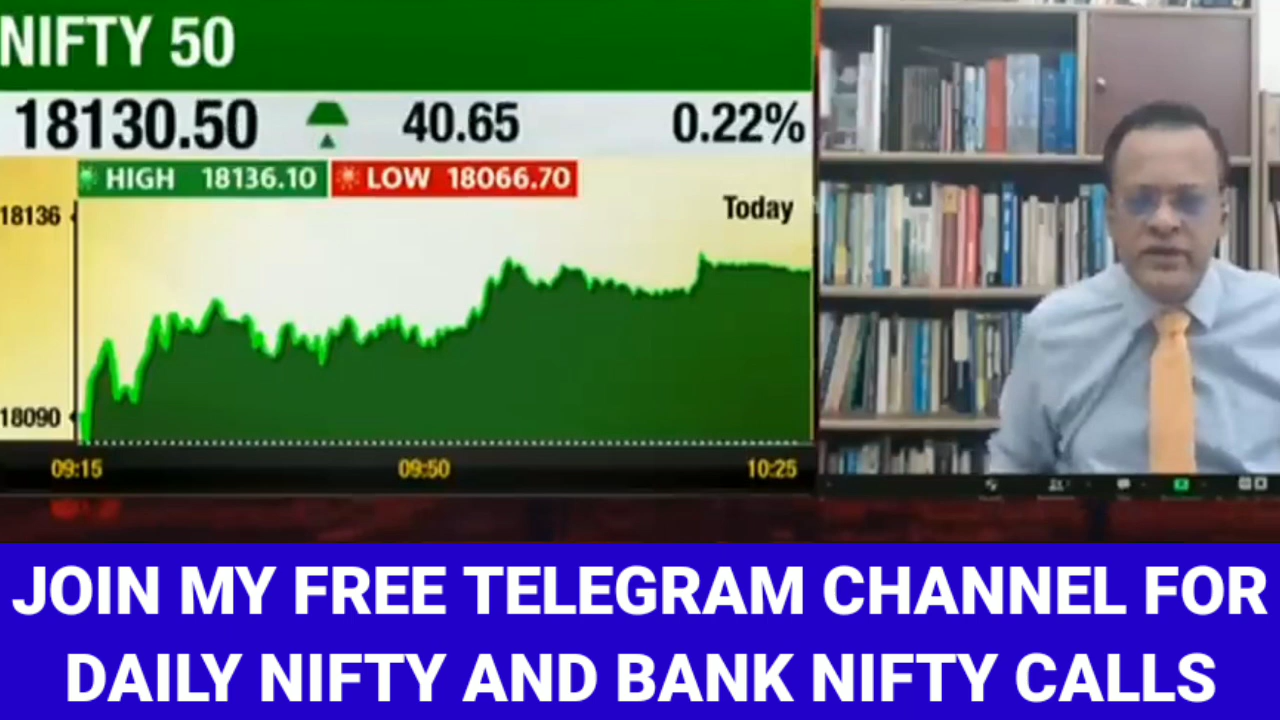 NIFTY 50
18130.50 40.65 0.22%
HIGH 18136.10 LOW 18066.70
Today
18136
18090
09:15 09:50 10:25
JOIN MY FREE TELEGRAM CHANNEL FOR
DAILY NIFTY AND BANK NIFTY CALLS